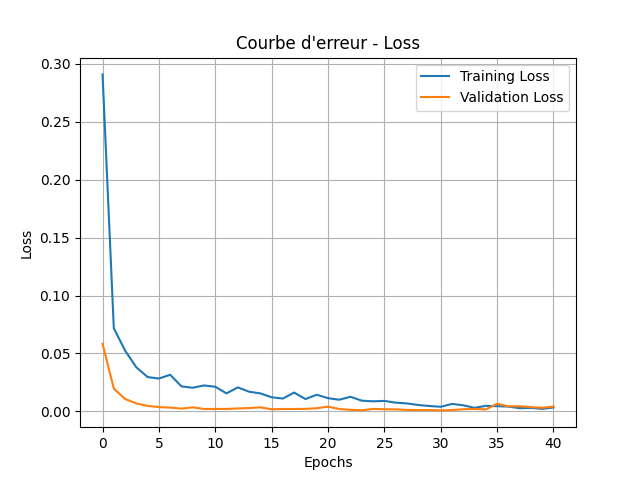 Courbe d'erreur - Loss
Training Loss
Validation Loss
0.30
0.25
0.20
0.15
0.10
0.05
0.00
Loss
0 5 10 15 20 25 30 35 40
Epochs